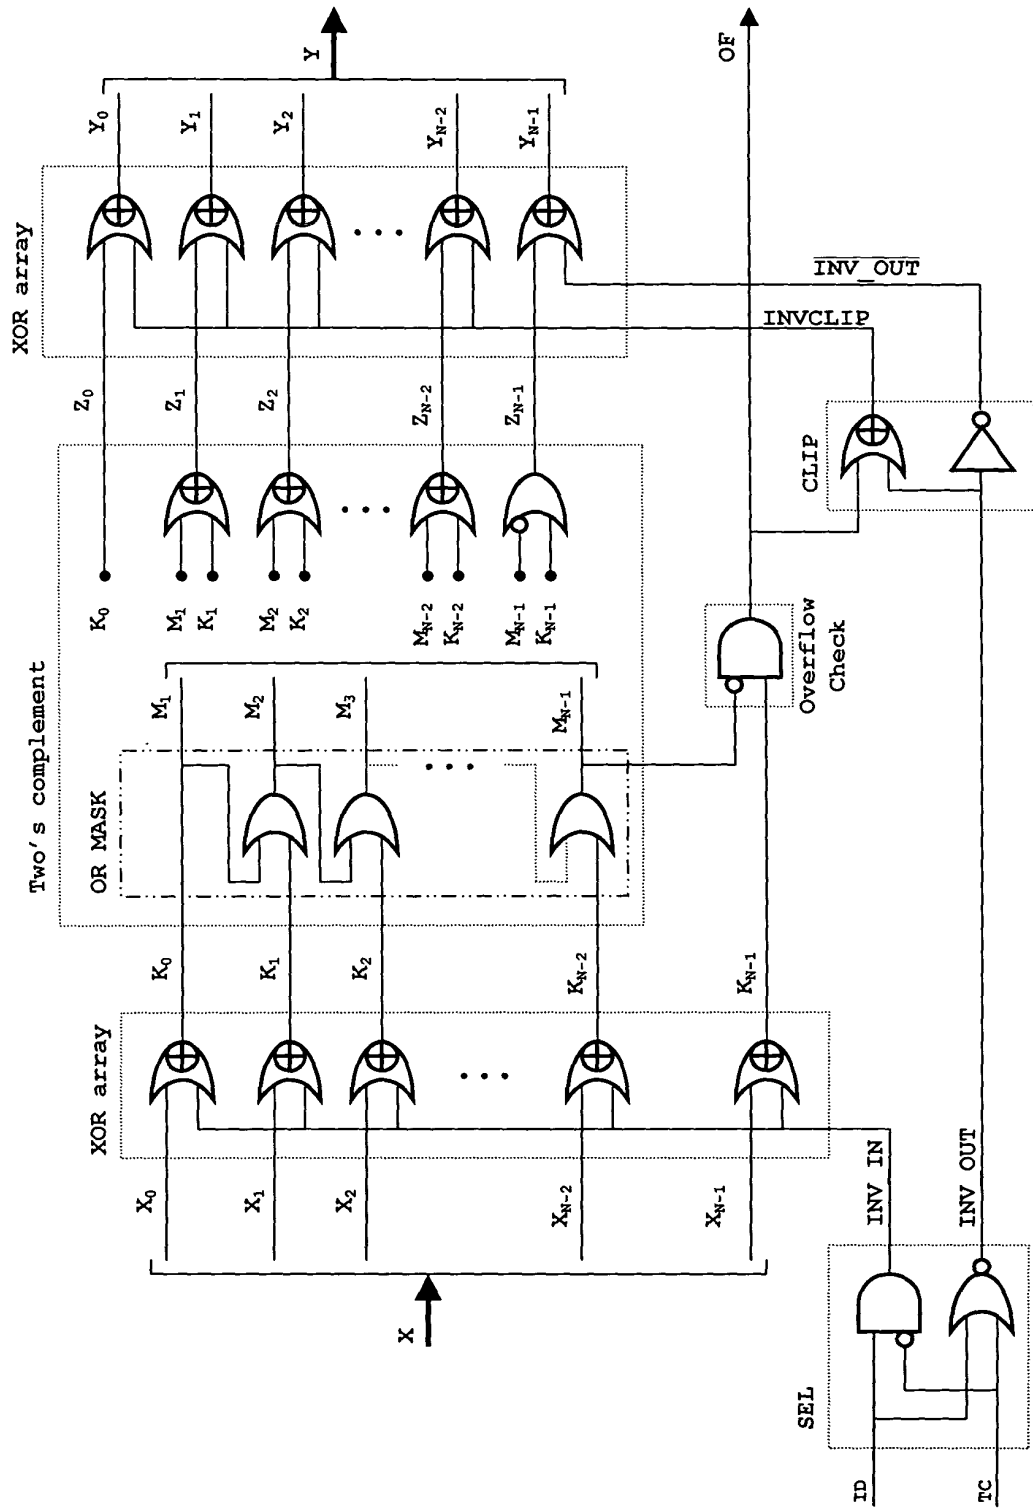 X
SEL
ID
TC
INV IN
INV OUT
X₀
X₁
X₂
Xₙ₋₂
Xₙ₋₁
XOR array
K₀
K₁
K₂
Kₙ₋₂
Kₙ₋₁
Two's complement
OR MASK
M₁
M₂
M₃
Mₙ₋₁
Overflow
Check
K₀
M₁
K₁
M₂
K₂
Mₙ₋₂
Kₙ₋₂
Mₙ₋₁
Kₙ₋₁
CLIP
Z₀
Z₁
Z₂
Zₙ₋₂
Zₙ₋₁
INVCLIP
INV_OUT
XOR array
Y₀
Y₁
Y₂
Yₙ₋₂
Yₙ₋₁
Y
OF